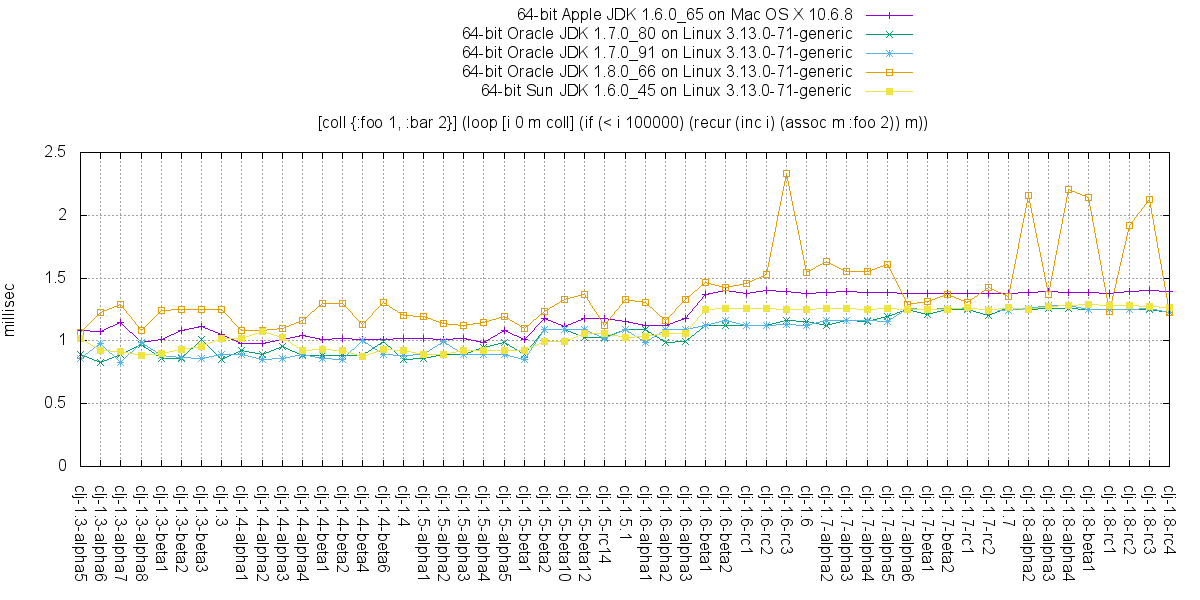 64-bit Apple JDK 1.6.0_65 on Mac OS X 10.6.8
64-bit Oracle JDK 1.7.0_80 on Linux 3.13.0-71-generic
64-bit Oracle JDK 1.7.0_91 on Linux 3.13.0-71-generic
64-bit Oracle JDK 1.8.0_66 on Linux 3.13.0-71-generic
64-bit Sun JDK 1.6.0_45 on Linux 3.13.0-71-generic
[coll {:foo 1, :bar 2}] (loop [i 0 m coll] (if (< i 100000) (recur (inc i) (assoc m :foo 2)) m))
2.5
2
1.5
1
0.5
0
millisec
clj-1.3-alpha5
clj-1.3-alpha6
clj-1.3-alpha7
clj-1.3-alpha8
clj-1.3-beta1
clj-1.3-beta2
clj-1.3-beta3
clj-1.3
clj-1.4-alpha1
clj-1.4-alpha2
clj-1.4-alpha3
clj-1.4-alpha4
clj-1.4-beta1
clj-1.4-beta2
clj-1.4-beta4
clj-1.4-beta6
clj-1.4
clj-1.5-alpha1
clj-1.5-alpha2
clj-1.5-alpha3
clj-1.5-alpha4
clj-1.5-alpha5
clj-1.5-beta1
clj-1.5-beta2
clj-1.5-beta10
clj-1.5-beta12
clj-1.5-rc14
clj-1.5.1
clj-1.6-alpha1
clj-1.6-alpha2
clj-1.6-alpha3
clj-1.6-beta1
clj-1.6-beta2
clj-1.6-rc1
clj-1.6-rc2
clj-1.6-rc3
clj-1.6
clj-1.7-alpha2
clj-1.7-alpha3
clj-1.7-alpha4
clj-1.7-alpha5
clj-1.7-alpha6
clj-1.7-beta1
clj-1.7-beta2
clj-1.7-rc1
clj-1.7-rc2
clj-1.7
clj-1.8-alpha2
clj-1.8-alpha3
clj-1.8-alpha4
clj-1.8-beta1
clj-1.8-rc1
clj-1.8-rc2
clj-1.8-rc3
clj-1.8-rc4